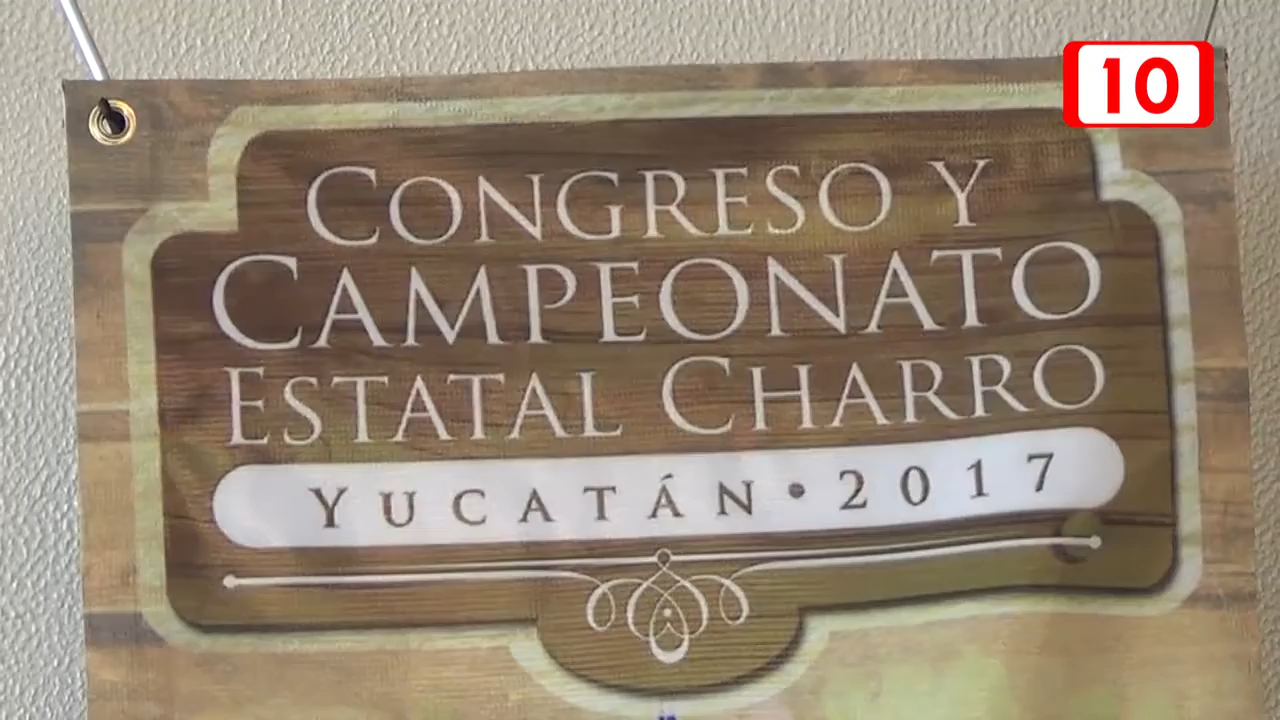 10
CONGRESO Y
CAMPEONATO
ESTATAL CHARRO
YUCATÁN • 2017